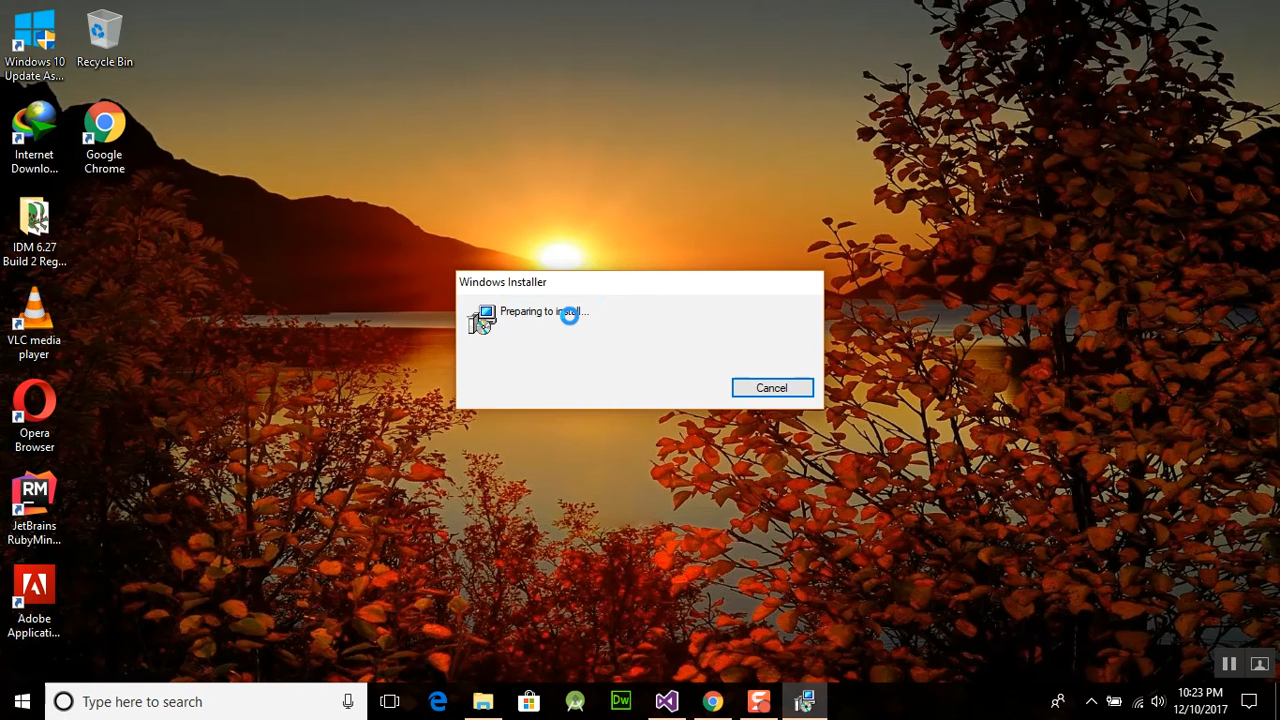 Windows 10
Update As...
Recycle Bin
Internet
Downlo...
Google
Chrome
IDM 6.27
Build 2 Reg...
VLC media
player
Opera
Browser
RM
JetBrains
RubyMin...
Adobe
Applicati...
Windows Installer
Preparing to install...
Cancel
Type here to search
Dw
10:23 PM
12/10/2017